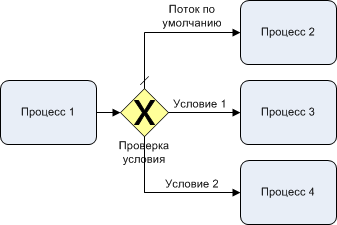 Поток по
умолчанию
Процесс 2
Процесс 1
X
Условие 1
Процесс 3
Проверка
условия
Условие 2
Процесс 4